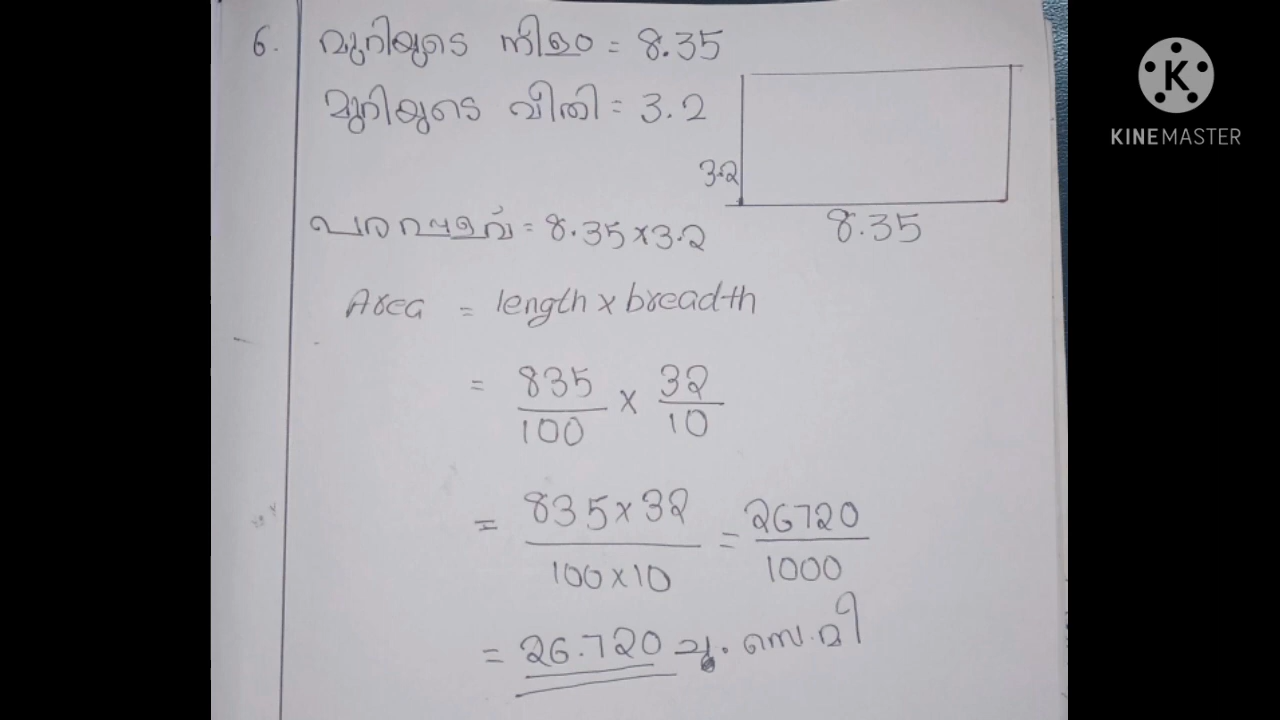 6. മുറിയുടെ നീളം = 8.35
മുറിയുടെ വീതി = 3.2
3.2
8.35
പരപ്പളവ് = 8.35 x 3.2
Area = length x breadth
= 835/100 x 32/10
= 835 x 32 / 100 x 10 = 26720/1000
= 26.720 ച. സെ.മീ
KINEMASTER